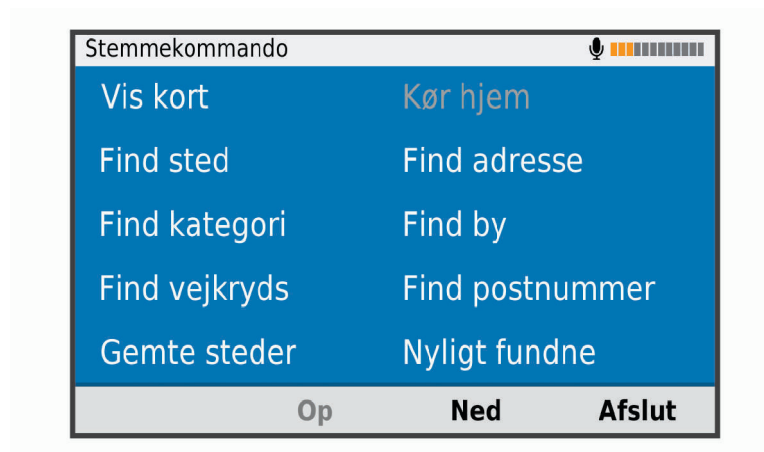 Stemmekommando
Vis kort
Kør hjem
Find sted
Find adresse
Find kategori
Find by
Find vejkryds
Find postnummer
Gemte steder
Nyligt fundne
Op
Ned
Afslut